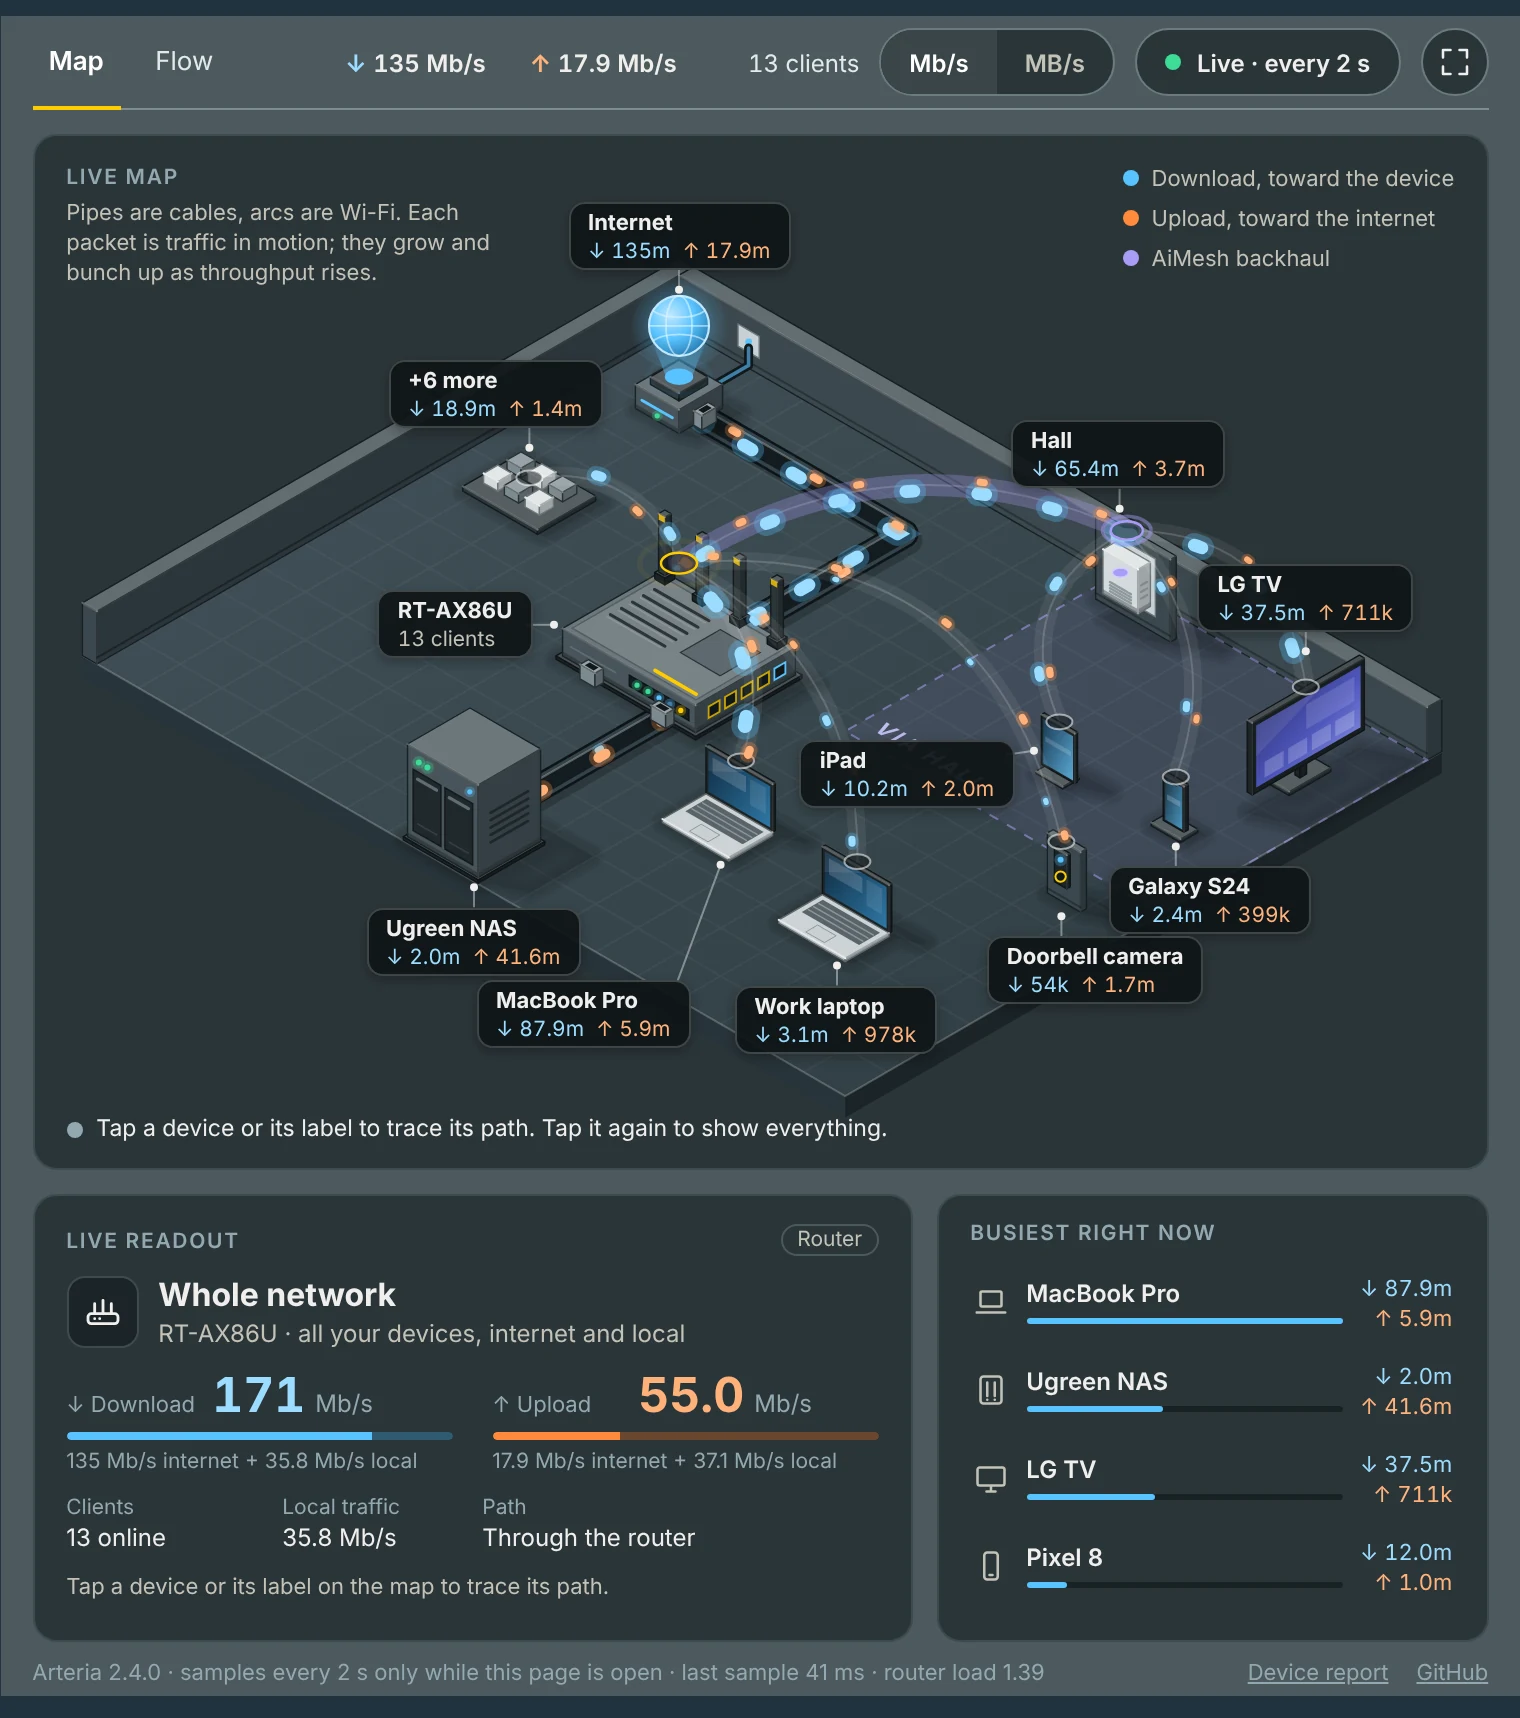 Map Flow ↓ 135 Mb/s ↑ 17.9 Mb/s 13 clients Mb/s MB/s Live · every 2 s
LIVE MAP
Pipes are cables, arcs are Wi-Fi. Each
packet is traffic in motion; they grow and
bunch up as throughput rises.
Download, toward the device
Upload, toward the internet
AiMesh backhaul
Internet
↓ 135m ↑ 17.9m
+6 more
↓ 18.9m ↑ 1.4m
Hall
↓ 65.4m ↑ 3.7m
RT-AX86U
13 clients
LG TV
↓ 37.5m ↑ 711k
VIA HALL
iPad
↓ 10.2m ↑ 2.0m
Galaxy S24
↓ 2.4m ↑ 399k
Ugreen NAS
↓ 2.0m ↑ 41.6m
Doorbell camera
↓ 54k ↑ 1.7m
MacBook Pro
↓ 87.9m ↑ 5.9m
Work laptop
↓ 3.1m ↑ 978k
Tap a device or its label to trace its path. Tap it again to show everything.
LIVE READOUT Router
Whole network
RT-AX86U · all your devices, internet and local
↓ Download 171 Mb/s ↑ Upload 55.0 Mb/s
135 Mb/s internet + 35.8 Mb/s local 17.9 Mb/s internet + 37.1 Mb/s local
Clients Local traffic Path
13 online 35.8 Mb/s Through the router
Tap a device or its label on the map to trace its path.
BUSIEST RIGHT NOW
MacBook Pro ↓ 87.9m
↑ 5.9m
Ugreen NAS ↓ 2.0m
↑ 41.6m
LG TV ↓ 37.5m
↑ 711k
Pixel 8 ↓ 12.0m
↑ 1.0m
Arteria 2.4.0 · samples every 2 s only while this page is open · last sample 41 ms · router load 1.39 Device report GitHub